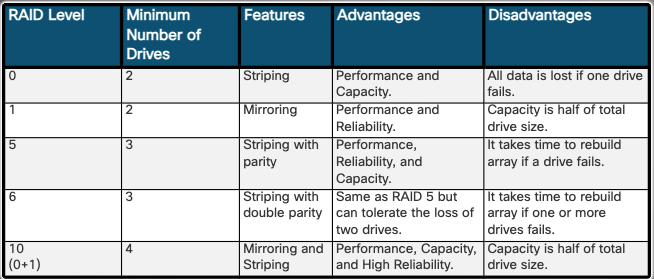 RAID Level
Minimum
Number of
Drives
Features
Advantages
Disadvantages
0
2
Striping
Performance and
Capacity.
All data is lost if one drive
fails.
1
2
Mirroring
Performance and
Reliability.
Capacity is half of total
drive size.
5
3
Striping with
parity
Performance,
Reliability, and
Capacity.
It takes time to rebuild
array if a drive fails.
6
3
Striping with
double parity
Same as RAID 5 but
can tolerate the loss of
two drives.
It takes time to rebuild
array if one or more
drives fails.
10
(0+1)
4
Mirroring and
Striping
Performance, Capacity,
and High Reliability.
Capacity is half of total
drive size.